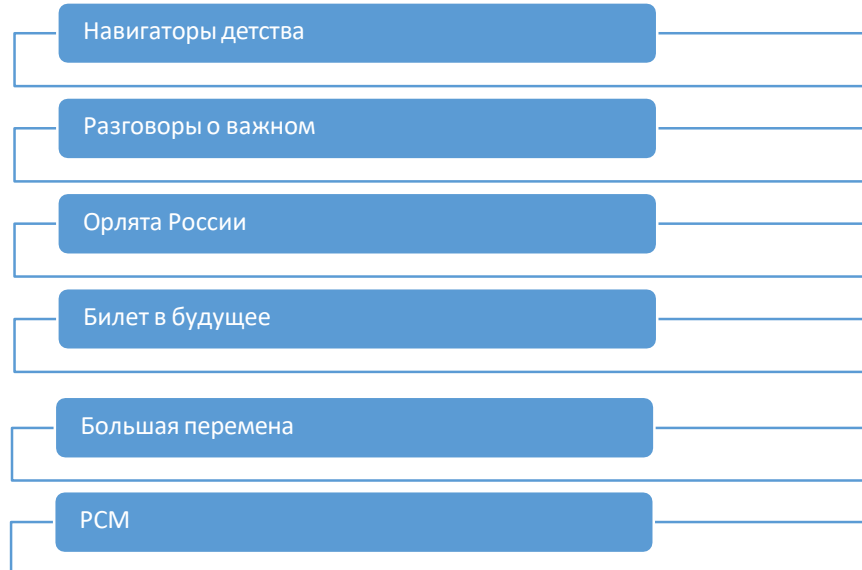 Навигаторы детства
Разговоры о важном
Орлята России
Билет в будущее
Большая перемена
РСМ